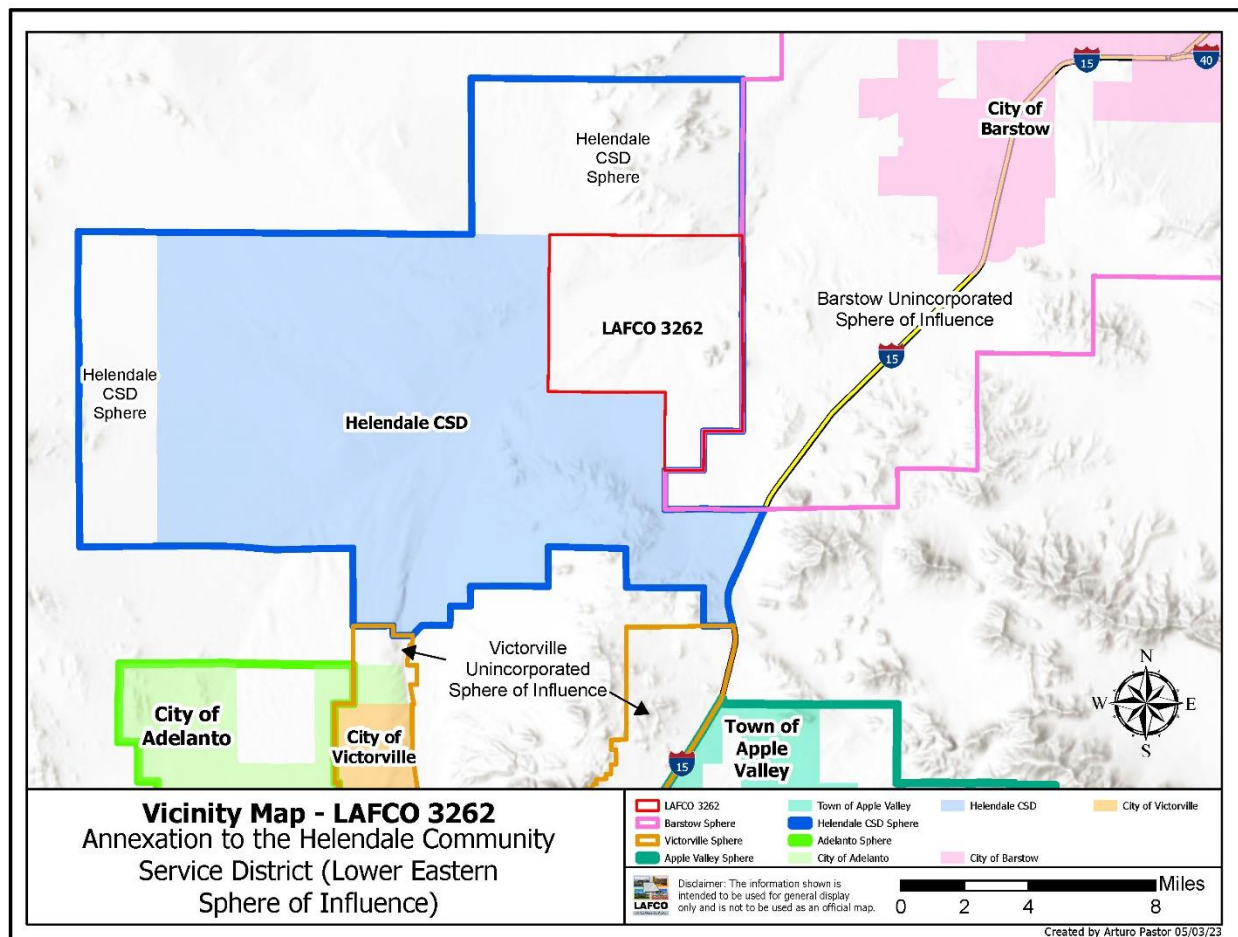 15
40
City of
Barstow
Helendale
CSD
Sphere
LAFCO 3262
Barstow Unincorporated
Sphere of Influence
15
Helendale
CSD
Sphere
Helendale CSD
Victorville
Unincorporated
Sphere of Influence
N
W
E
S
City of
Adelanto
City of
Victorville
Town of
Apple
Valley
15
Vicinity Map - LAFCO 3262
Annexation to the Helendale Community
Service District (Lower Eastern
Sphere of Influence)
LAFCO 3262
Town of Apple Valley
Helendale CSD
City of Victorville
Barstow Sphere
Helendale CSD Sphere
Victorville Sphere
Adelanto Sphere
Apple Valley Sphere
City of Adelanto
City of Barstow
LAFCO
Disclaimer: The information shown is
intended to be used for general display
only and is not to be used as an official map.
Miles
0 2 4 8
Created by Arturo Pastor 05/03/23